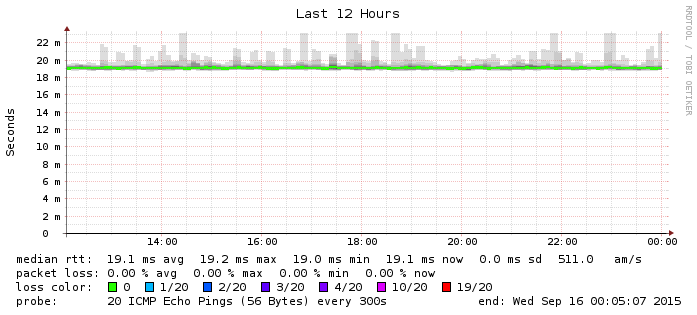 Last 12 Hours
RRDTOOL / TOBI OETIKER
Seconds
22 m
20 m
18 m
16 m
14 m
12 m
10 m
8 m
6 m
4 m
2 m
0
14:00 16:00 18:00 20:00 22:00 00:00
median rtt: 19.1 ms avg 19.2 ms max 19.0 ms min 19.1 ms now 0.0 ms sd 511.0 am/s
packet loss: 0.00 % avg 0.00 % max 0.00 % min 0.00 % now
loss color: 0 1/20 2/20 3/20 4/20 10/20 19/20
probe: 20 ICMP Echo Pings (56 Bytes) every 300s end: Wed Sep 16 00:05:07 2015